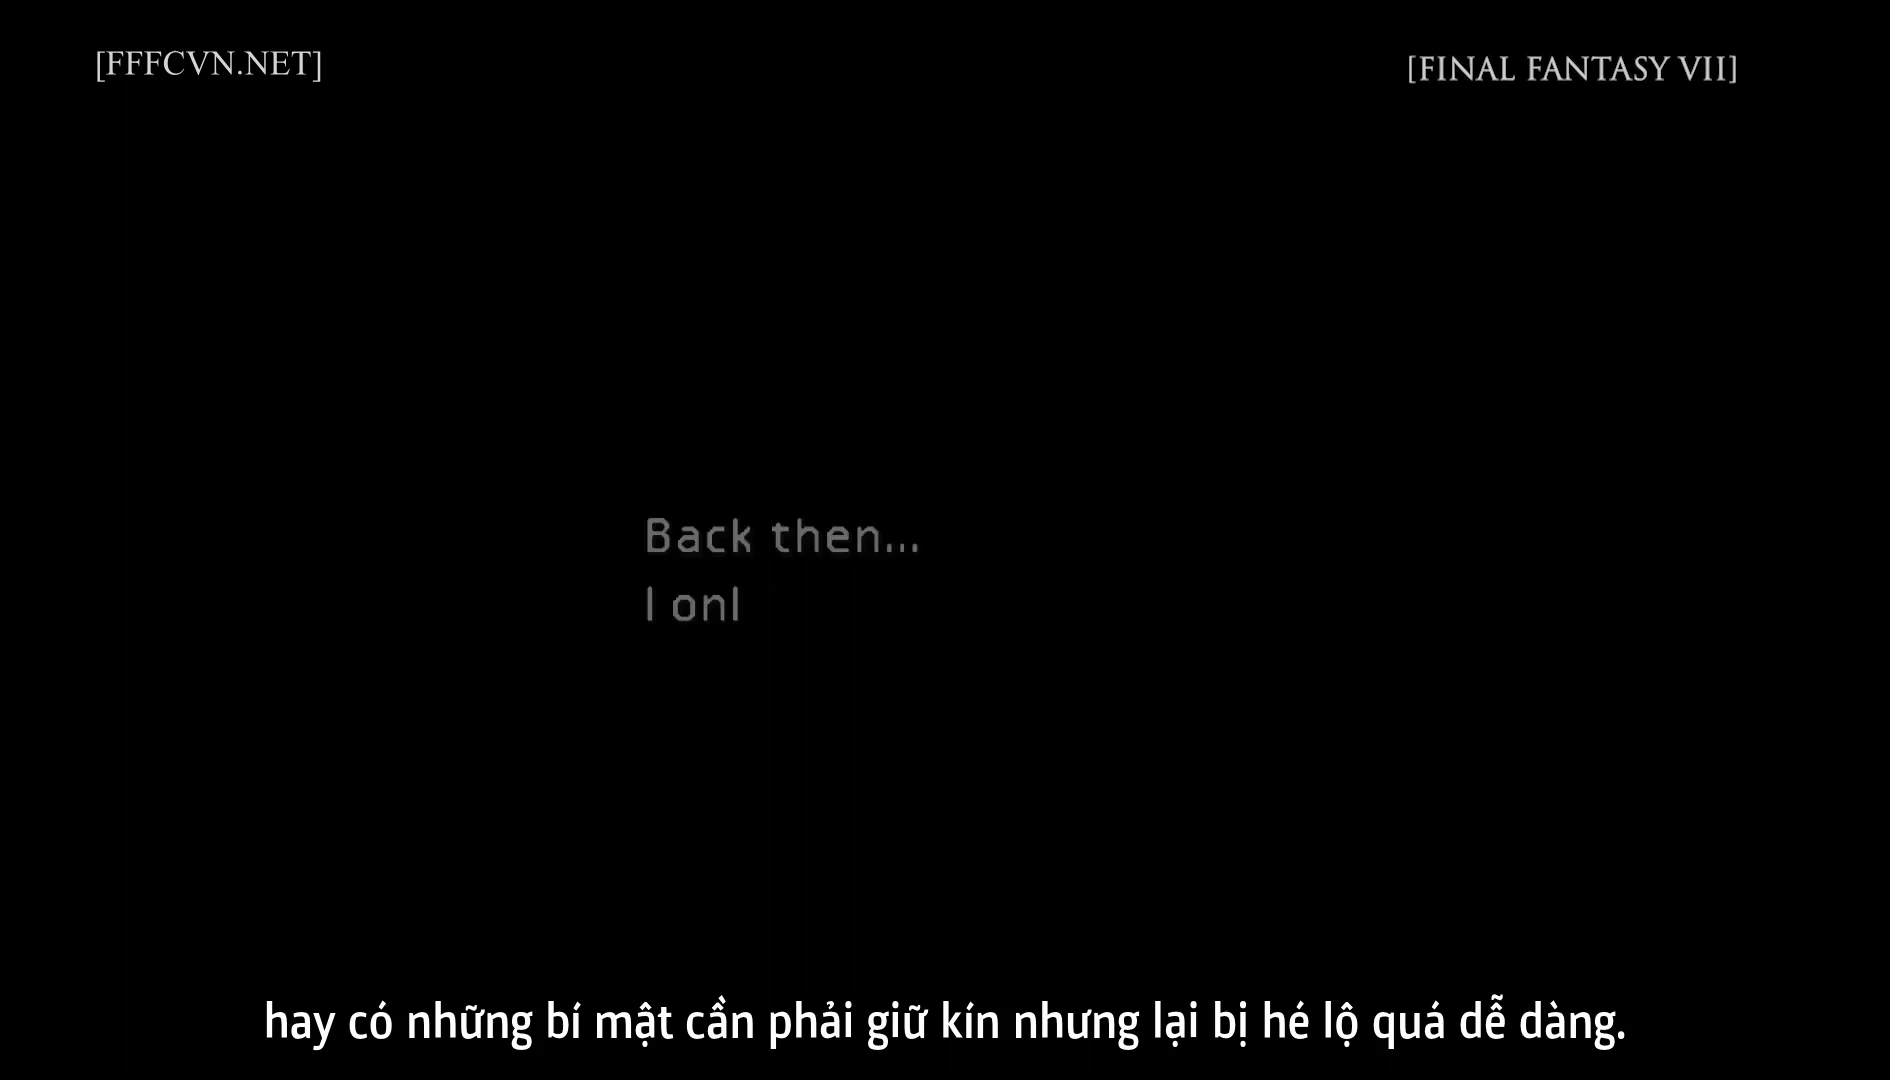 [FFFCVN.NET]
[FINAL FANTASY VII]
Back then...
I onl
hay có những bí mật cần phải giữ kín nhưng lại bị hé lộ quá dễ dàng.